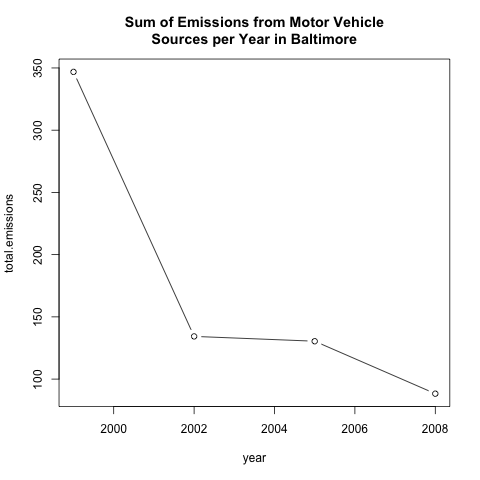 Sum of Emissions from Motor Vehicle
Sources per Year in Baltimore
total.emissions
350
300
250
200
150
100
2000 2002 2004 2006 2008
year